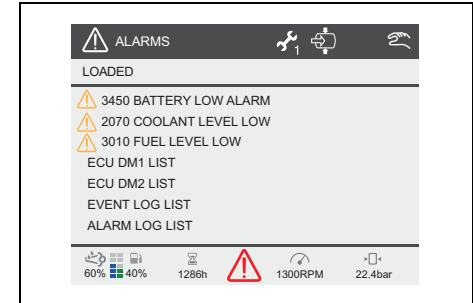 ALARMS
1
LOADED
3450 BATTERY LOW ALARM
2070 COOLANT LEVEL LOW
3010 FUEL LEVEL LOW
ECU DM1 LIST
ECU DM2 LIST
EVENT LOG LIST
ALARM LOG LIST
60% 40% 1286h 1300RPM 22.4bar